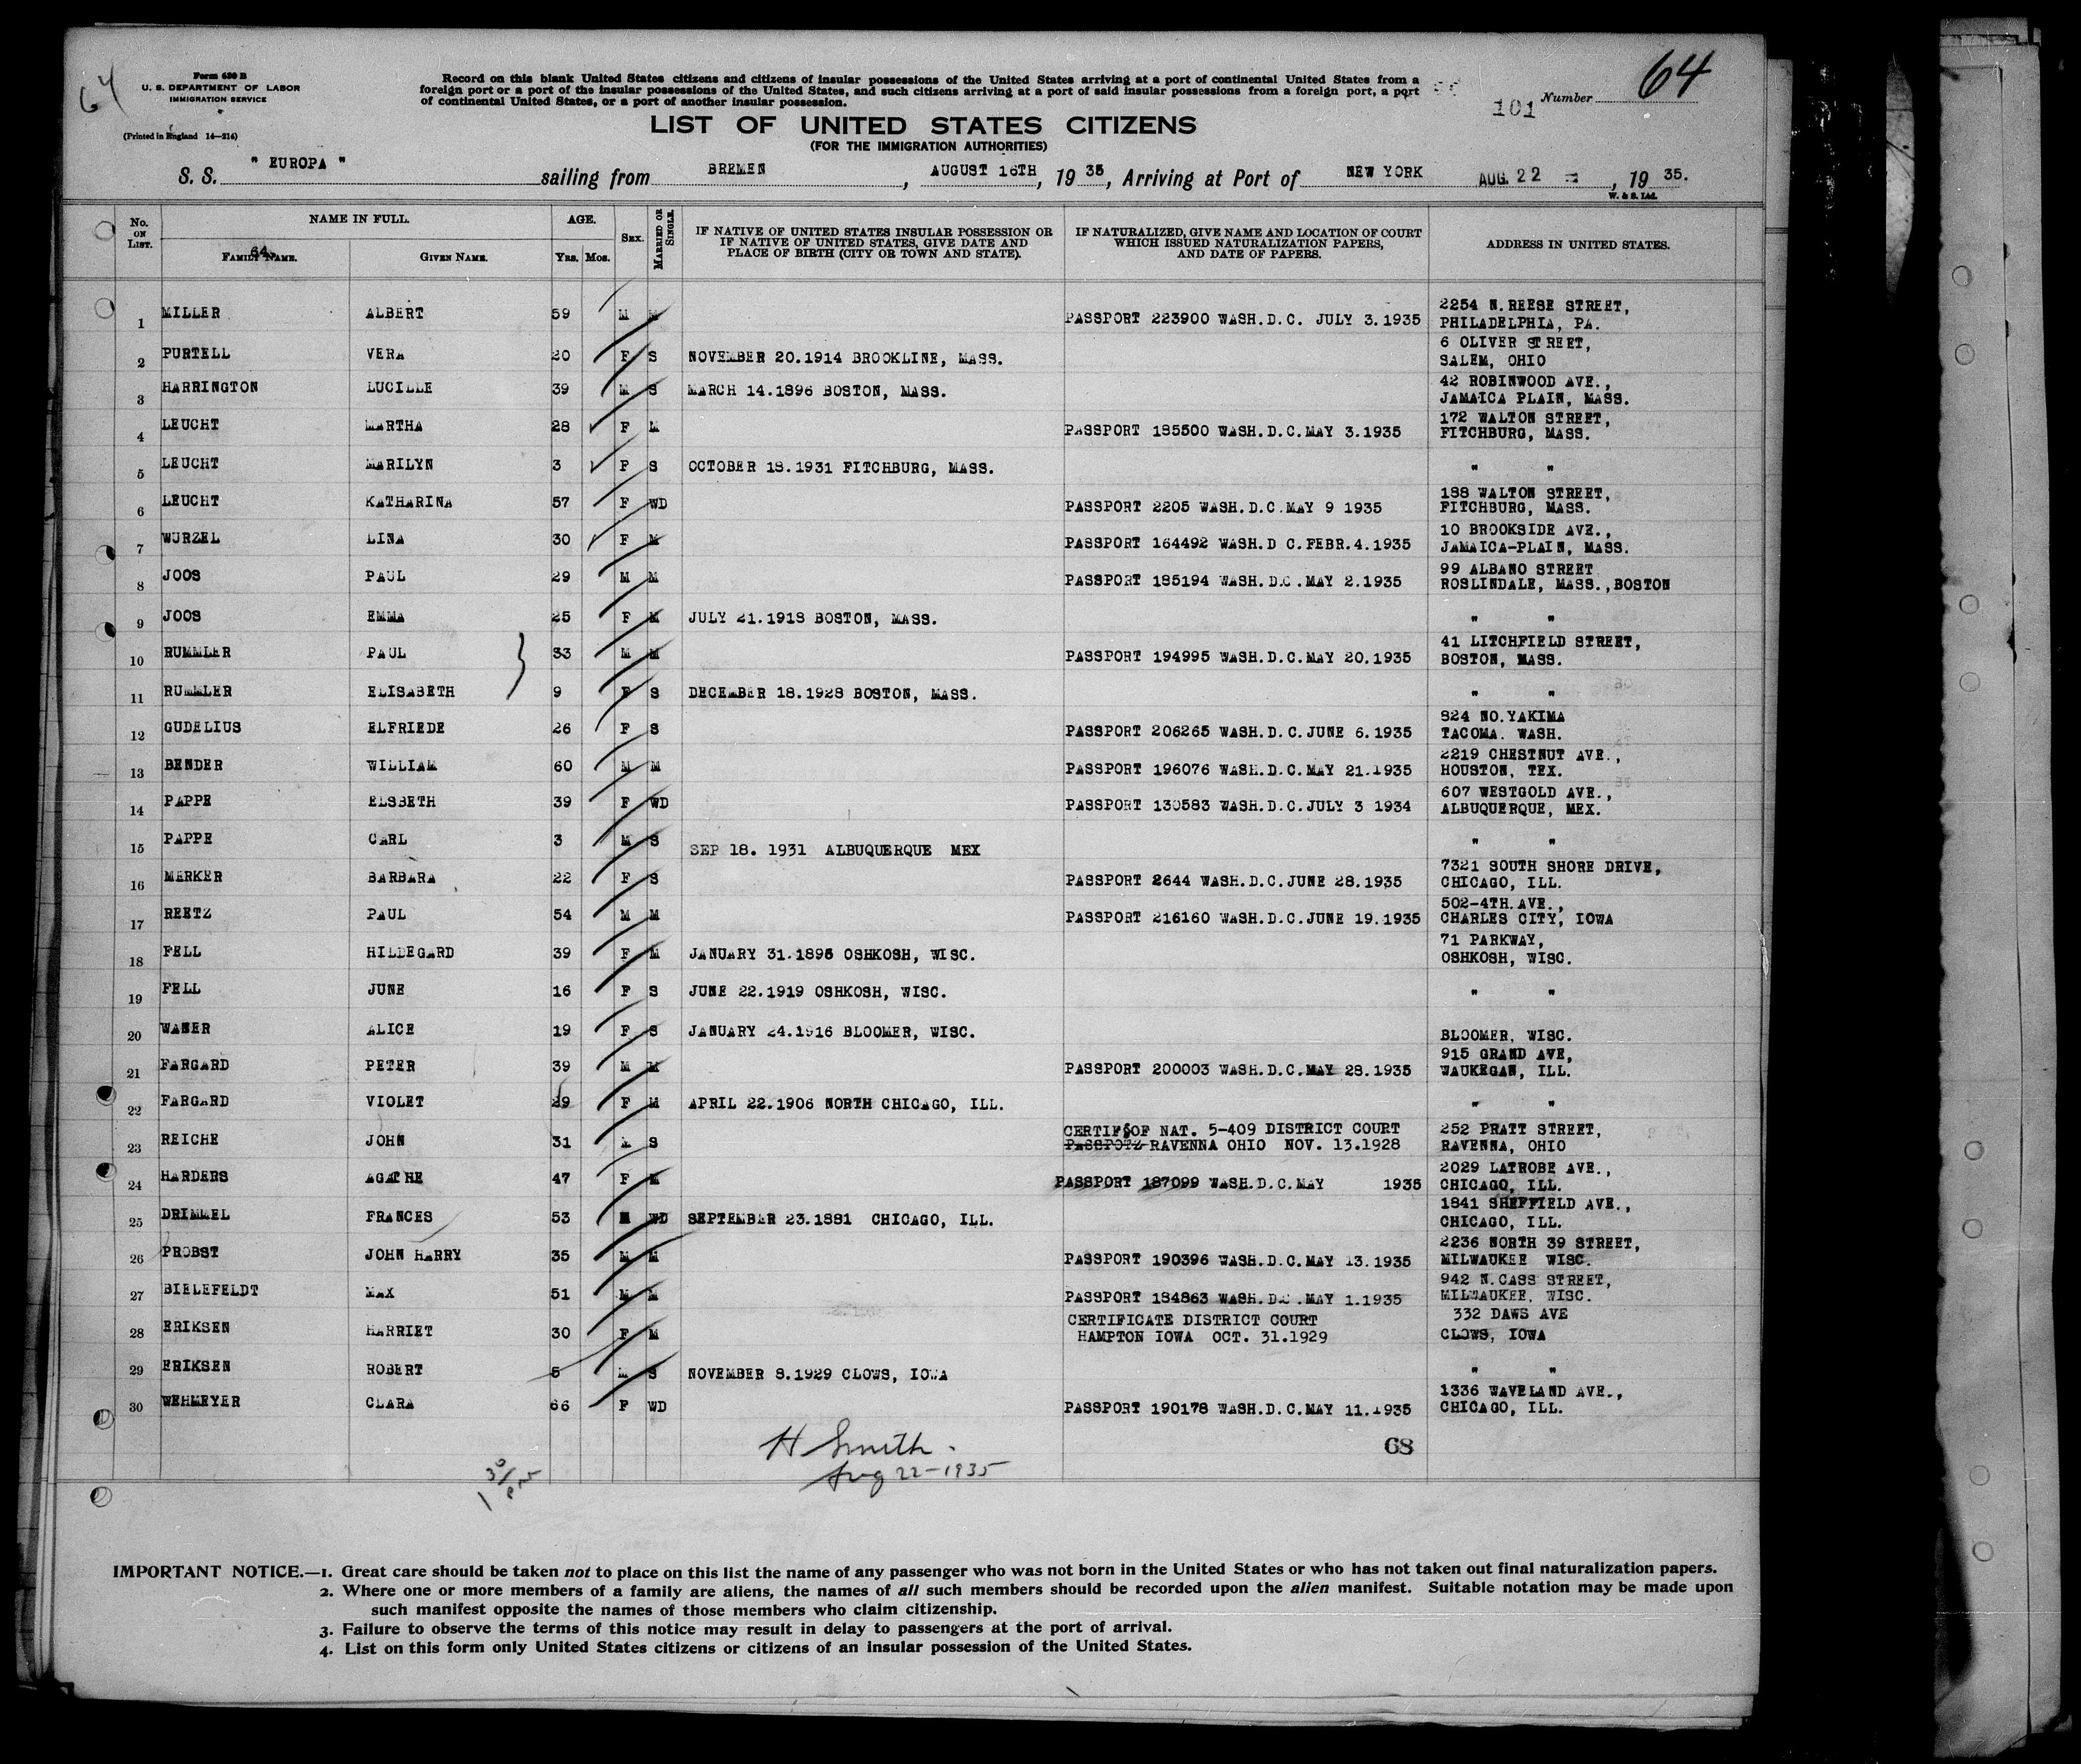 64
Form 630 B
U. S. DEPARTMENT OF LABOR
IMMIGRATION SERVICE
(Printed in England 14—214)
Record on this blank United States citizens and citizens of insular possessions of the United States arriving at a port of continental United States from a
foreign port or a port of the insular possessions of the United States, and such citizens arriving at a port of said insular possessions from a foreign port, a port
of continental United States, or a port of another insular possession.
101 Number 64
LIST OF UNITED STATES CITIZENS
(FOR THE IMMIGRATION AUTHORITIES)
S. S. " EUROPA " sailing from BREMEN , AUGUST 16TH , 19 35, Arriving at Port of NEW YORK AUG. 22 , 19 35.
W. & S. Ltd.
No. ON LIST. NAME IN FULL. AGE. SEX. MARRIED OR SINGLE. IF NATIVE OF UNITED STATES INSULAR POSSESSION OR IF NATIVE OF UNITED STATES, GIVE DATE AND PLACE OF BIRTH (CITY OR TOWN AND STATE). IF NATURALIZED, GIVE NAME AND LOCATION OF COURT WHICH ISSUED NATURALIZATION PAPERS, AND DATE OF PAPERS. ADDRESS IN UNITED STATES.
64
FAMILY NAME. GIVEN NAME. YRS. MOS.
1 MILLER ALBERT 59 M M PASSPORT 223900 WASH.D.C. JULY 3.1935 2254 N.REESE STREET,
PHILADELPHIA, PA.
2 PURTELL VERA 20 F S NOVEMBER 20.1914 BROOKLINE, MASS. 6 OLIVER STREET,
SALEM, OHIO
3 HARRINGTON LUCILLE 39 M S MARCH 14.1896 BOSTON, MASS. 42 ROBINWOOD AVE.,
JAMAICA PLAIN, MASS.
4 LEUCHT MARTHA 28 F M PASSPORT 185500 WASH.D.C.MAY 3.1935 172 WALTON STREET,
FITCHBURG, MASS.
5 LEUCHT MARILYN 3 F S OCTOBER 18.1931 FITCHBURG, MASS. " "
6 LEUCHT KATHARINA 57 F WD PASSPORT 2205 WASH.D.C.MAY 9 1935 188 WALTON STREET,
FITCHBURG, MASS.
7 WURZEL LINA 30 F M PASSPORT 164492 WASH.D C.FEBR.4.1935 10 BROOKSIDE AVE.,
JAMAICA-PLAIN, MASS.
8 JOOS PAUL 29 M M PASSPORT 185194 WASH.D.C.MAY 2.1935 99 ALBANO STREET
ROSLINDALE, MASS.,BOSTON
9 JOOS EMMA 25 F M JULY 21.1918 BOSTON, MASS. " "
10 RUMMLER PAUL 33 M M PASSPORT 194995 WASH.D.C.MAY 20.1935 41 LITCHFIELD STREET,
BOSTON, MASS.
11 RUMMLER ELISABETH 9 F S DECEMBER 18.1928 BOSTON, MASS. " "
12 GUDELIUS ELFRIEDE 26 F S PASSPORT 206265 WASH.D.C.JUNE 6.1935 824 NO.YAKIMA
TACOMA. WASH.
13 BENDER WILLIAM 60 M M PASSPORT 196076 WASH.D.C.MAY 21.1935 2219 CHESTNUT AVE.,
HOUSTON, TEX.
14 PAPPE ELSBETH 39 F WD PASSPORT 130583 WASH.D.C.JULY 3 1934 607 WESTGOLD AVE.,
ALBUQUERQUE, MEX.
15 PAPPE CARL 3 M S SEP 18. 1931 ALBUQUERQUE MEX " "
16 MERKER BARBARA 22 F S PASSPORT 2644 WASH.D.C.JUNE 28.1935 7321 SOUTH SHORE DRIVE,
CHICAGO, ILL.
17 REETZ PAUL 54 M M PASSPORT 216160 WASH.D.C.JUNE 19.1935 502-4TH.AVE.,
CHARLES CITY, IOWA
18 FELL HILDEGARD 39 F M JANUARY 31.1896 OSHKOSH, WISC. 71 PARKWAY,
OSHKOSH, WISC.
19 FELL JUNE 16 F S JUNE 22.1919 OSHKOSH, WISC. " "
20 WANER ALICE 19 F S JANUARY 24.1916 BLOOMER, WISC. BLOOMER, WISC.
21 FARGARD PETER 39 M M PASSPORT 200003 WASH.D.C.MAY 28.1935 915 GRAND AVE,
WAUKEGAN, ILL.
22 FARGARD VIOLET 29 F M APRIL 22.1906 NORTH CHICAGO, ILL. " "
23 REICHE JOHN 31 M S CERTIF OF NAT. 5-409 DISTRICT COURT 252 PRATT STREET,
RAVENNA OHIO NOV. 13.1928 RAVENNA, OHIO
24 HARDERS AGATHE 47 F M PASSPORT 187099 WASH.D.C.MAY 1935 2029 LATROBE AVE.,
CHICAGO, ILL.
25 DRIMMEL FRANCES 53 WD SEPTEMBER 23.1881 CHICAGO, ILL. 1841 SHEFFIELD AVE.,
CHICAGO, ILL.
26 PROBST JOHN HARRY 35 M M PASSPORT 190396 WASH.D.C.MAY 13.1935 2236 NORTH 39 STREET,
MILWAUKEE WISC.
27 BIELEFELDT MAX 51 M M PASSPORT 184863 WASH.D.C.MAY 1.1935 942 N.CASS STREET,
MILWAUKEE, WISC.
28 ERIKSEN HARRIET 30 F M CERTIFICATE DISTRICT COURT 332 DAWS AVE
HAMPTON IOWA OCT. 31.1929 CLOWS, IOWA
29 ERIKSEN ROBERT 5 M S NOVEMBER 8.1929 CLOWS, IOWA " "
30 WEHMEYER CLARA 66 F WD PASSPORT 190178 WASH.D.C.MAY 11.1935 1336 WAVELAND AVE.,
CHICAGO, ILL.
H Smith. 68
Aug 22-1935
IMPORTANT NOTICE.—1. Great care should be taken not to place on this list the name of any passenger who was not born in the United States or who has not taken out final naturalization papers.
2. Where one or more members of a family are aliens, the names of all such members should be recorded upon the alien manifest. Suitable notation may be made upon
such manifest opposite the names of those members who claim citizenship.
3. Failure to observe the terms of this notice may result in delay to passengers at the port of arrival.
4. List on this form only United States citizens or citizens of an insular possession of the United States.